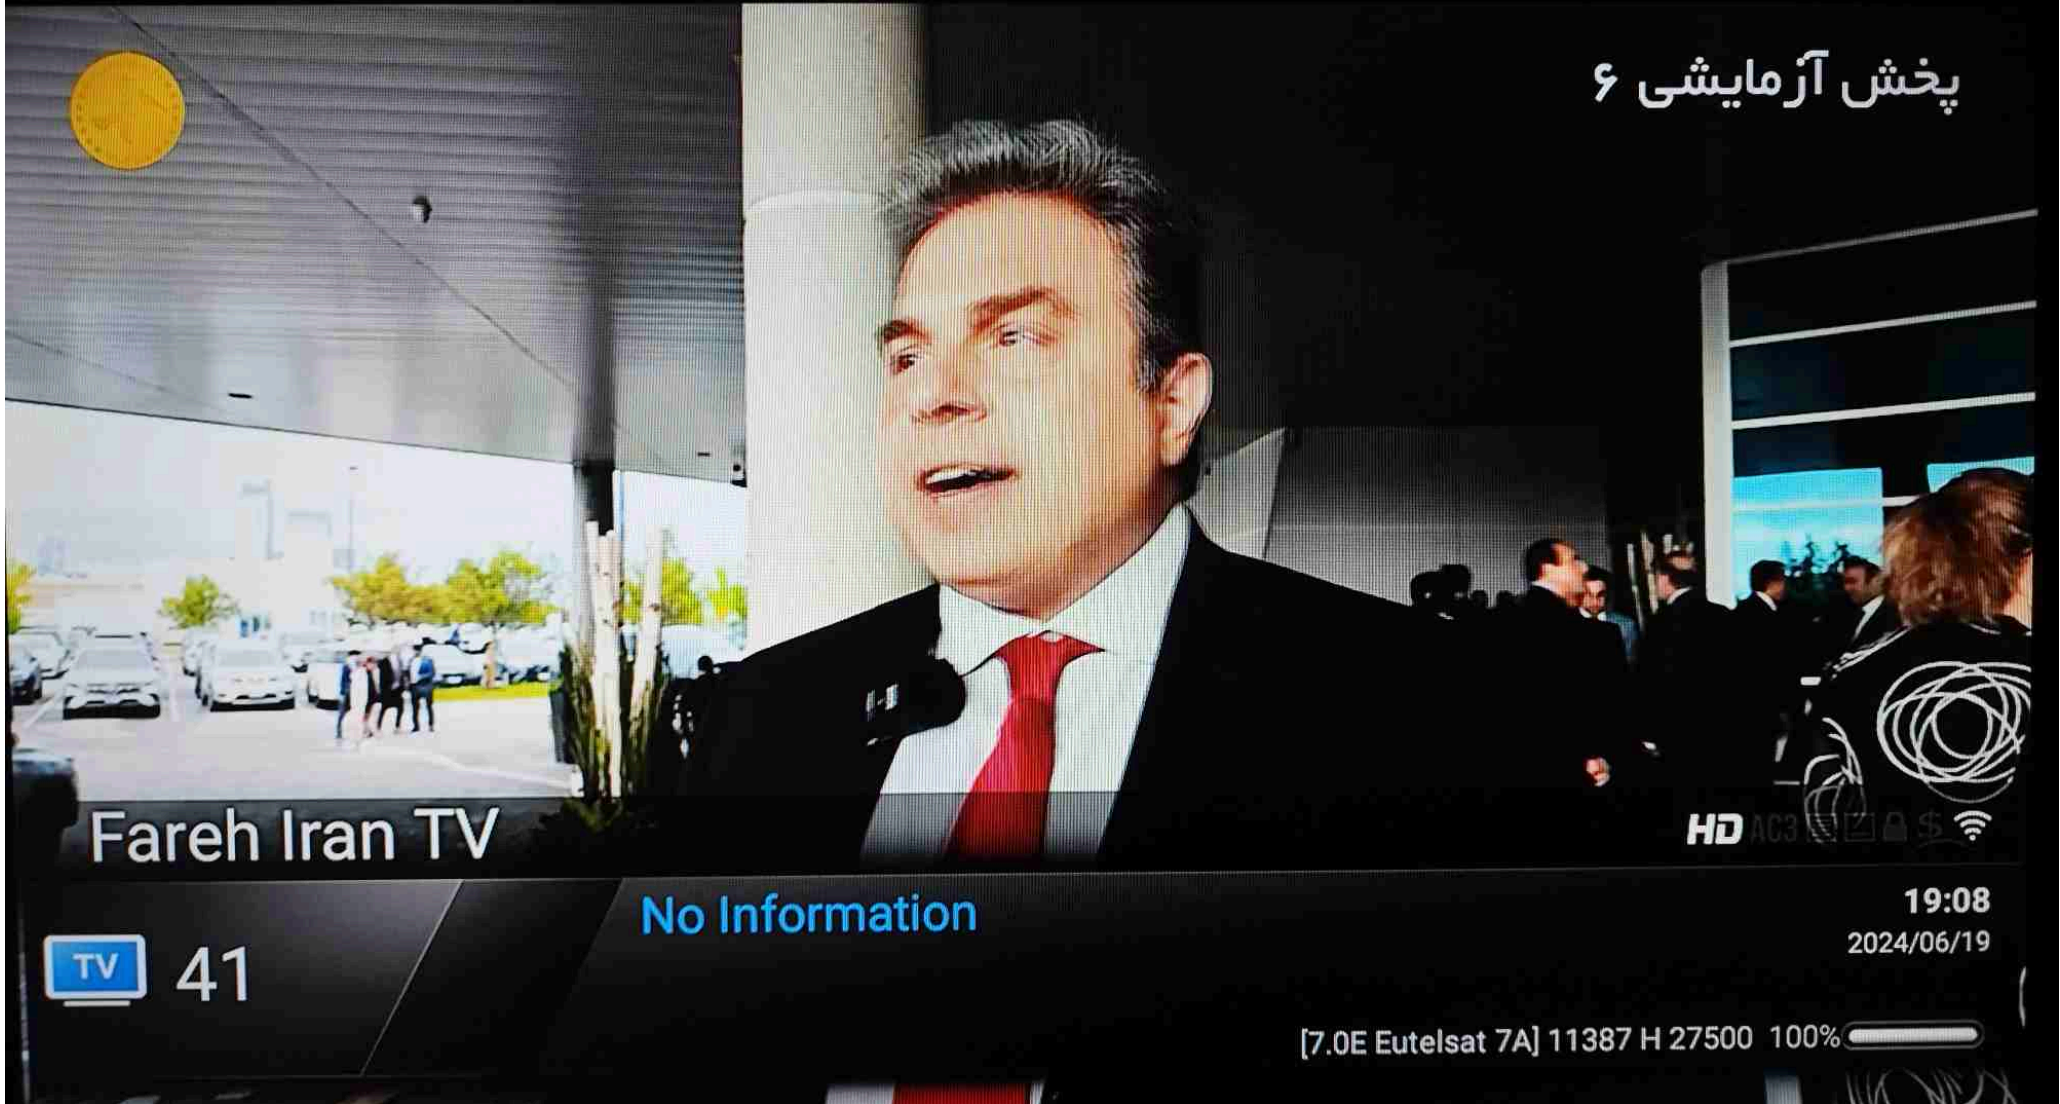 پخش آزمایشی ۶
Fareh Iran TV
HD AC3 $
TV 41
No Information
19:08
2024/06/19
[7.0E Eutelsat 7A] 11387 H 27500 100%